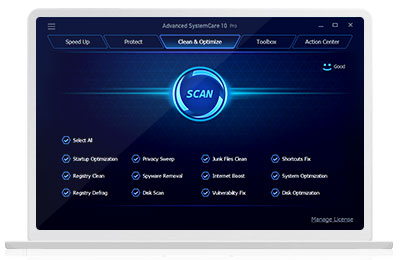 Advanced SystemCare 10 Pro
Speed Up Protect Clean & Optimize Toolbox Action Center
Good
SCAN
Select All
Startup Optimization Privacy Sweep Junk Files Clean Shortcuts Fix
Registry Clean Spyware Removal Internet Boost System Optimization
Registry Defrag Disk Scan Vulnerability Fix Disk Optimization
Manage License